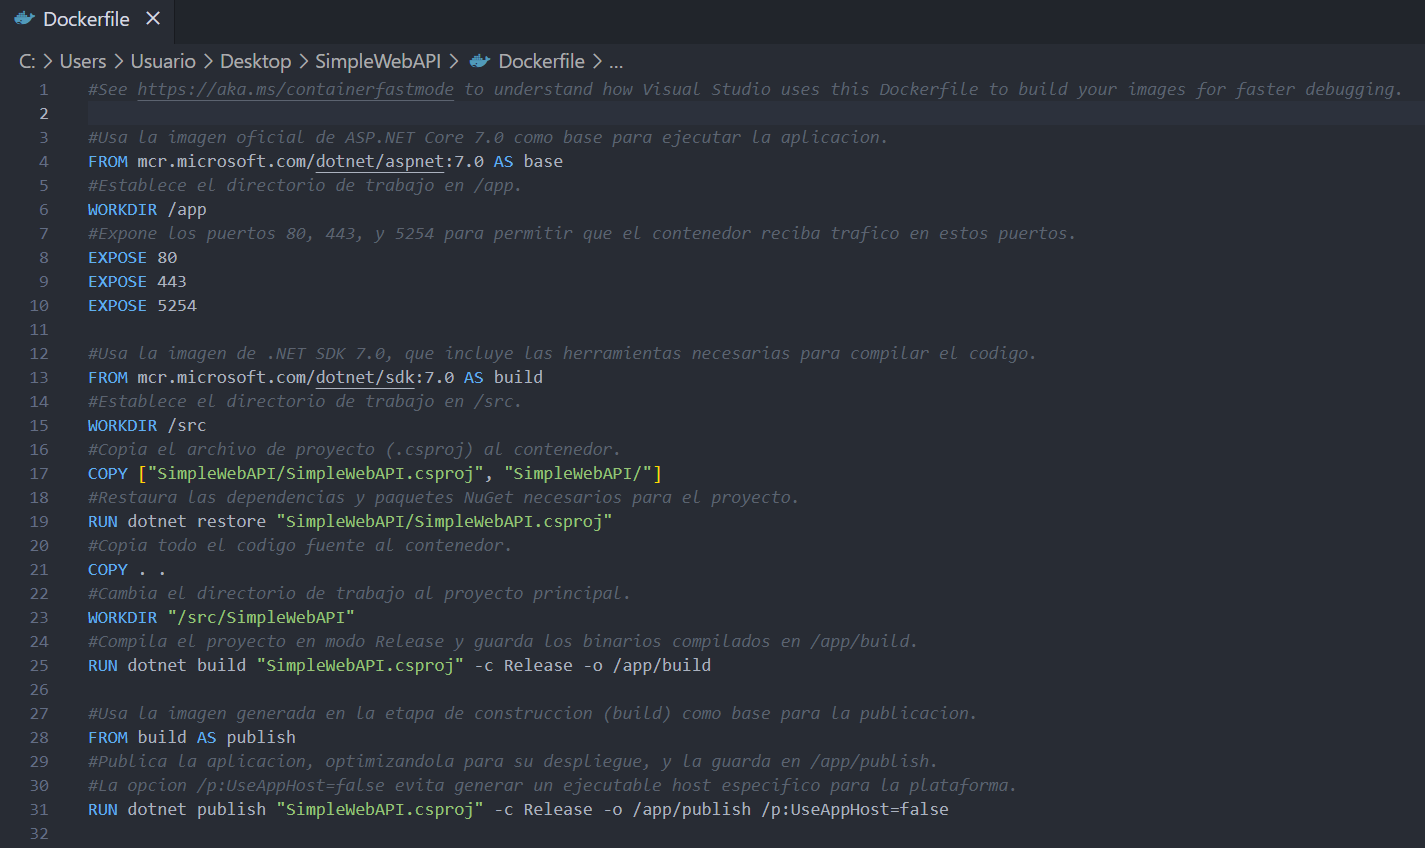 Dockerfile
C: > Users > Usuario > Desktop > SimpleWebAPI > Dockerfile > ...
1 #See https://aka.ms/containerfastmode to understand how Visual Studio uses this Dockerfile to build your images for faster debugging.
2
3 #Usa la imagen oficial de ASP.NET Core 7.0 como base para ejecutar la aplicacion.
4 FROM mcr.microsoft.com/dotnet/aspnet:7.0 AS base
5 #Establece el directorio de trabajo en /app.
6 WORKDIR /app
7 #Expone los puertos 80, 443, y 5254 para permitir que el contenedor reciba trafico en estos puertos.
8 EXPOSE 80
9 EXPOSE 443
10 EXPOSE 5254
11
12 #Usa la imagen de .NET SDK 7.0, que incluye las herramientas necesarias para compilar el codigo.
13 FROM mcr.microsoft.com/dotnet/sdk:7.0 AS build
14 #Establece el directorio de trabajo en /src.
15 WORKDIR /src
16 #Copia el archivo de proyecto (.csproj) al contenedor.
17 COPY ["SimpleWebAPI/SimpleWebAPI.csproj", "SimpleWebAPI/"]
18 #Restaura las dependencias y paquetes NuGet necesarios para el proyecto.
19 RUN dotnet restore "SimpleWebAPI/SimpleWebAPI.csproj"
20 #Copia todo el codigo fuente al contenedor.
21 COPY . .
22 #Cambia el directorio de trabajo al proyecto principal.
23 WORKDIR "/src/SimpleWebAPI"
24 #Compila el proyecto en modo Release y guarda los binarios compilados en /app/build.
25 RUN dotnet build "SimpleWebAPI.csproj" -c Release -o /app/build
26
27 #Usa la imagen generada en la etapa de construccion (build) como base para la publicacion.
28 FROM build AS publish
29 #Publica la aplicacion, optimizandola para su despliegue, y la guarda en /app/publish.
30 #La opcion /p:UseAppHost=false evita generar un ejecutable host especifico para la plataforma.
31 RUN dotnet publish "SimpleWebAPI.csproj" -c Release -o /app/publish /p:UseAppHost=false
32